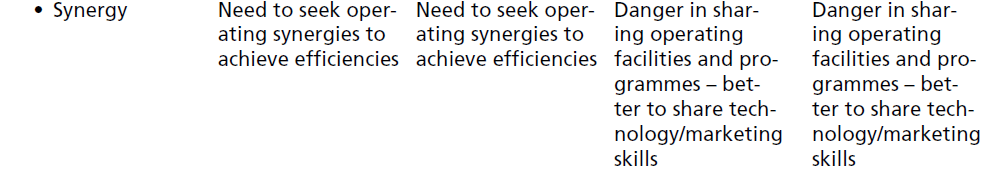 • Synergy
Need to seek oper-
ating synergies to
achieve efficiencies
Need to seek oper-
ating synergies to
achieve efficiencies
Danger in shar-
ing operating
facilities and pro-
grammes – bet-
ter to share tech-
nology/marketing
skills
Danger in shar-
ing operating
facilities and pro-
grammes – bet-
ter to share tech-
nology/marketing
skills